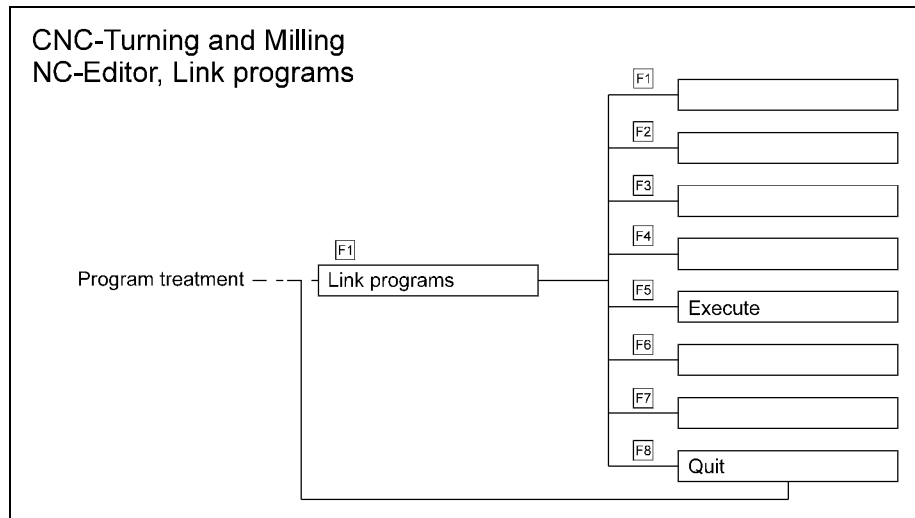 CNC-Turning and Milling
NC-Editor, Link programs
F1
F2
F3
F4
F1
Program treatment
Link programs
F5
Execute
F6
F7
F8
Quit